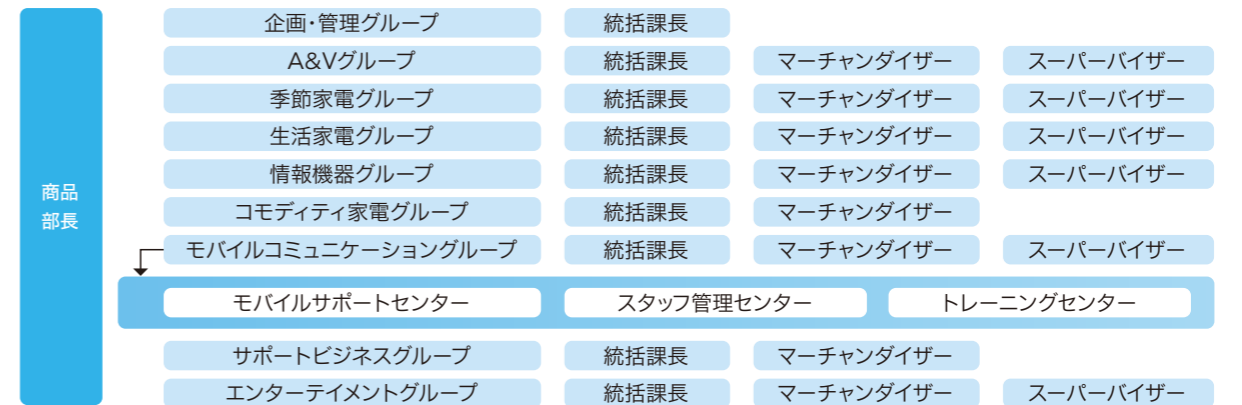 商品
部長
企画・管理グループ 統括課長
A&Vグループ 統括課長 マーチャンダイザー スーパーバイザー
季節家電グループ 統括課長 マーチャンダイザー スーパーバイザー
生活家電グループ 統括課長 マーチャンダイザー スーパーバイザー
情報機器グループ 統括課長 マーチャンダイザー スーパーバイザー
コモディティ家電グループ 統括課長 マーチャンダイザー
モバイルコミュニケーショングループ 統括課長 マーチャンダイザー スーパーバイザー
モバイルサポートセンター スタッフ管理センター トレーニングセンター
サポートビジネスグループ 統括課長 マーチャンダイザー
エンターテイメントグループ 統括課長 マーチャンダイザー スーパーバイザー